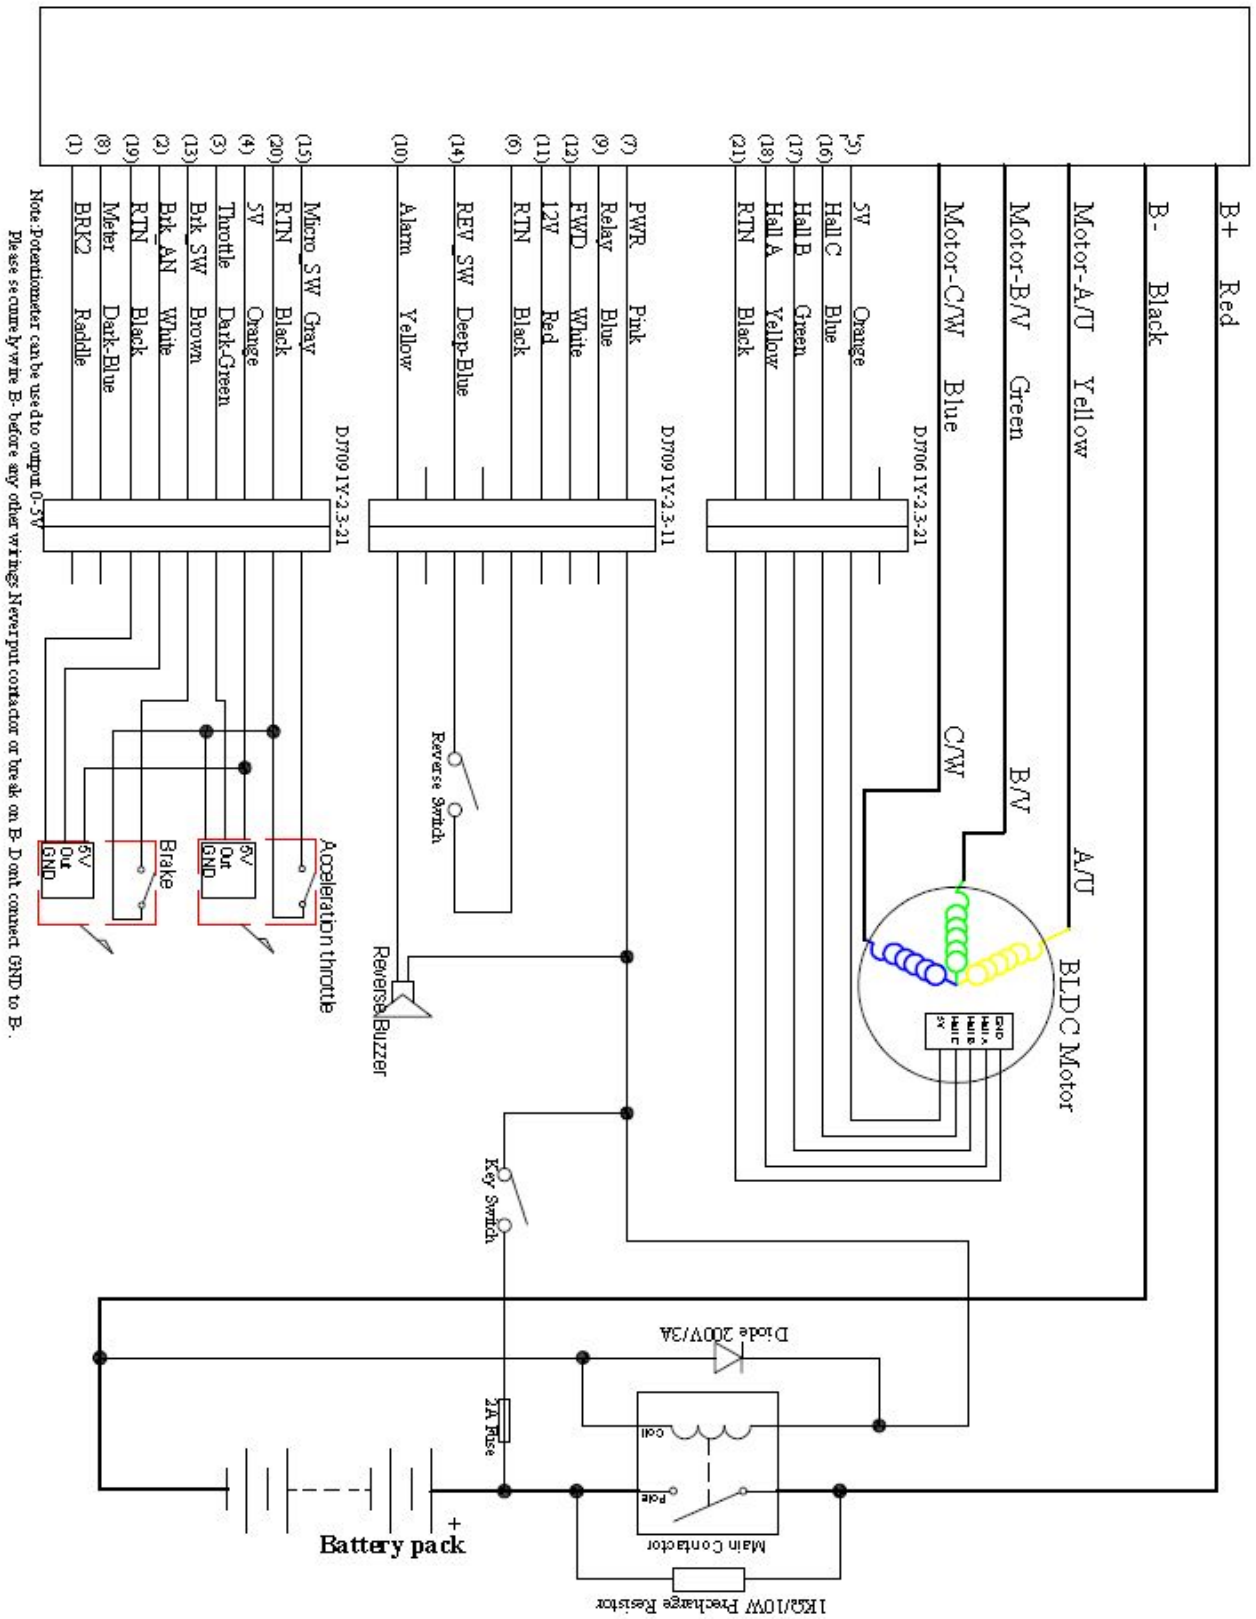 B+ Red
B- Black
Motor-A/U Yellow
Motor-B/V Green
Motor-C/W Blue
(5) 5V Orange
(16) Hall C Blue
(17) Hall B Green
(18) Hall A Yellow
(21) RTN Black
DJ7061Y-2.3-21
(7) PWR Pink
(9) Relay Blue
(12) FWD White
(11) 12V Red
(6) RTN Black
(14) REV_SW Deep-Blue
(10) Alarm Yellow
DJ7091Y-2.3-11
(15) Micro_SW Gray
(20) RTN Black
(4) 5V Orange
(3) Throttle Dark-Green
(13) Brk_SW Brown
(2) Brk_AN White
(19) RTN Black
(8) Meter Dark-Blue
(1) BRK2 Raddle
DJ7091Y-2.3-21
A/U
B/V
C/W
BLDC Motor
GND
Hall A
Hall B
Hall C
5V
Reverse Switch
Reverse Buzzer
Acceleration throttle
5V
Out
GND
Brake
5V
Out
GND
Key Switch
2A Fuse
Diode 200V/3A
Coil
Pole
Main Contactor
1KΩ/10W Precharge Resistor
+
Battery pack
Note:Potentiometer can be used to output 0-5V
Please securely wire B- before any other wirings.Never put contactor or break on B-.Dont connect GND to B-.